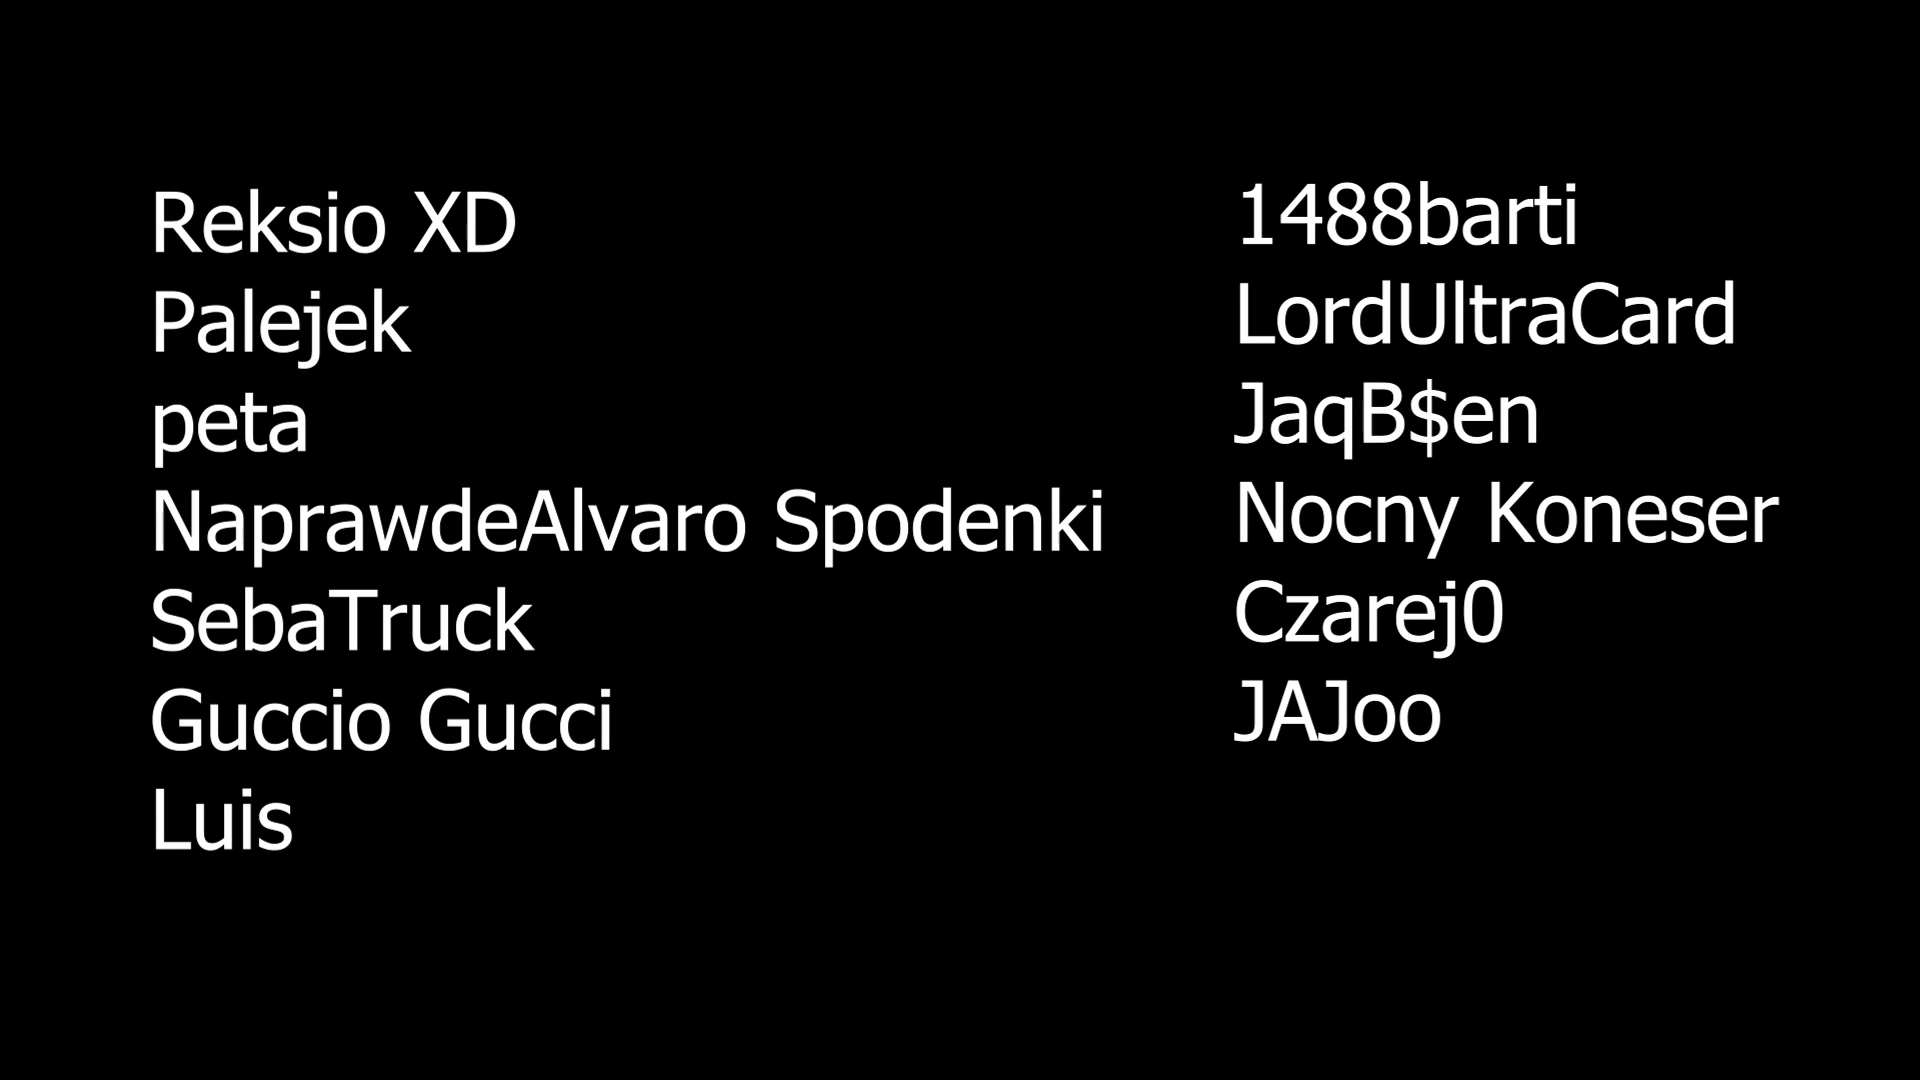 Reksio XD
Palejek
peta
NaprawdeAlvaro Spodenki
SebaTruck
Guccio Gucci
Luis
1488barti
LordUltraCard
JaqB$en
Nocny Koneser
Czarej0
JAJoo